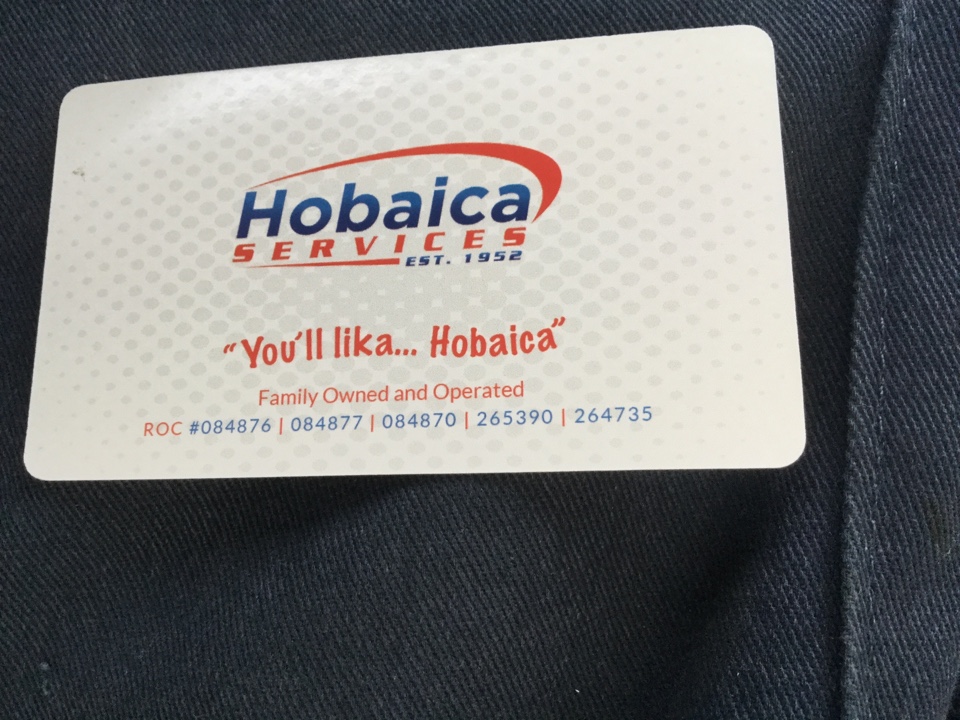 Hobaica
SERVICES
EST. 1952
"You'll lika... Hobaica"
Family Owned and Operated
ROC #084876 | 084877 | 084870 | 265390 | 264735